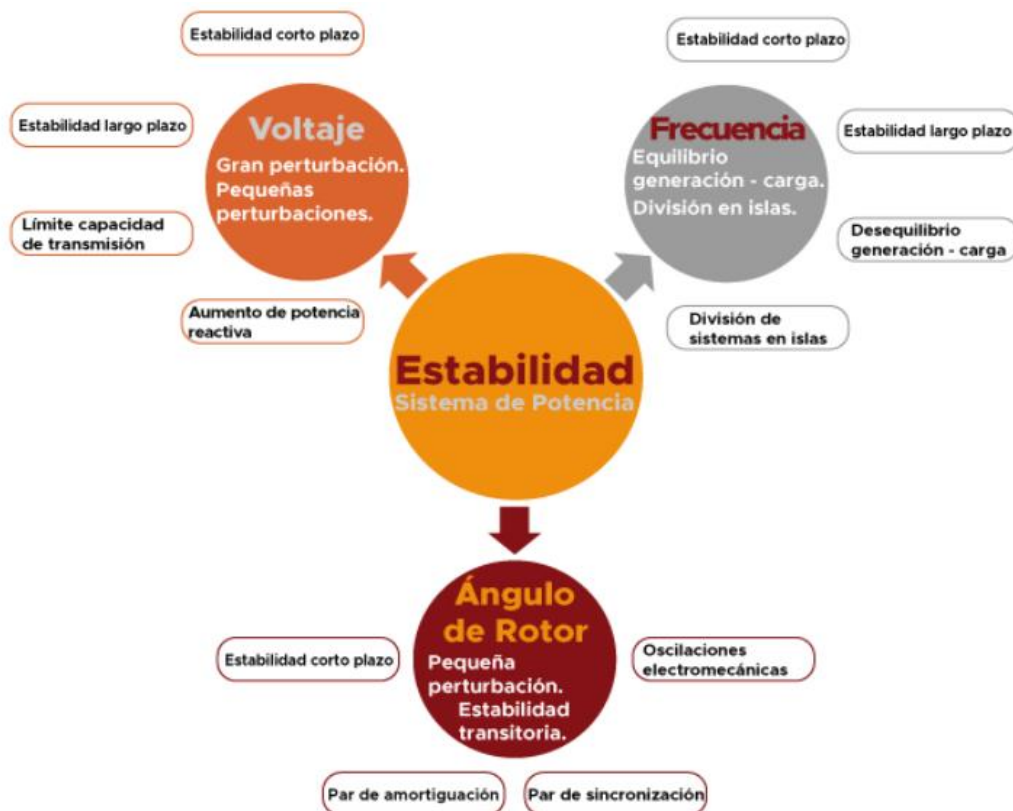 Estabilidad corto plazo
Estabilidad largo plazo
Voltaje
Gran perturbación.
Pequeñas
perturbaciones.
Límite capacidad
de transmisión
Aumento de potencia
reactiva
Estabilidad corto plazo
Frecuencia
Equilibrio
generación - carga.
División en islas.
Estabilidad largo plazo
Desequilibrio
generación - carga
División de
sistemas en islas
Estabilidad
Sistema de Potencia
Ángulo
de Rotor
Pequeña
perturbación.
Estabilidad
transitoria.
Estabilidad corto plazo
Oscilaciones
electromecánicas
Par de amortiguación
Par de sincronización